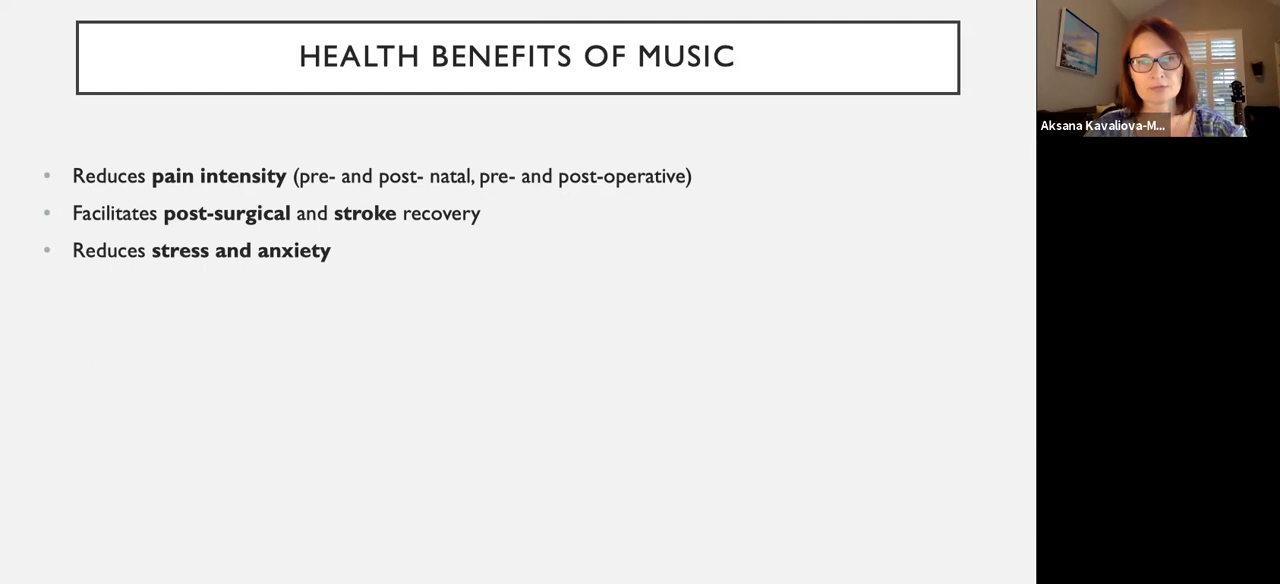 HEALTH BENEFITS OF MUSIC
• Reduces pain intensity (pre- and post- natal, pre- and post-operative)
• Facilitates post-surgical and stroke recovery
• Reduces stress and anxiety
Aksana Kavaliova-M...